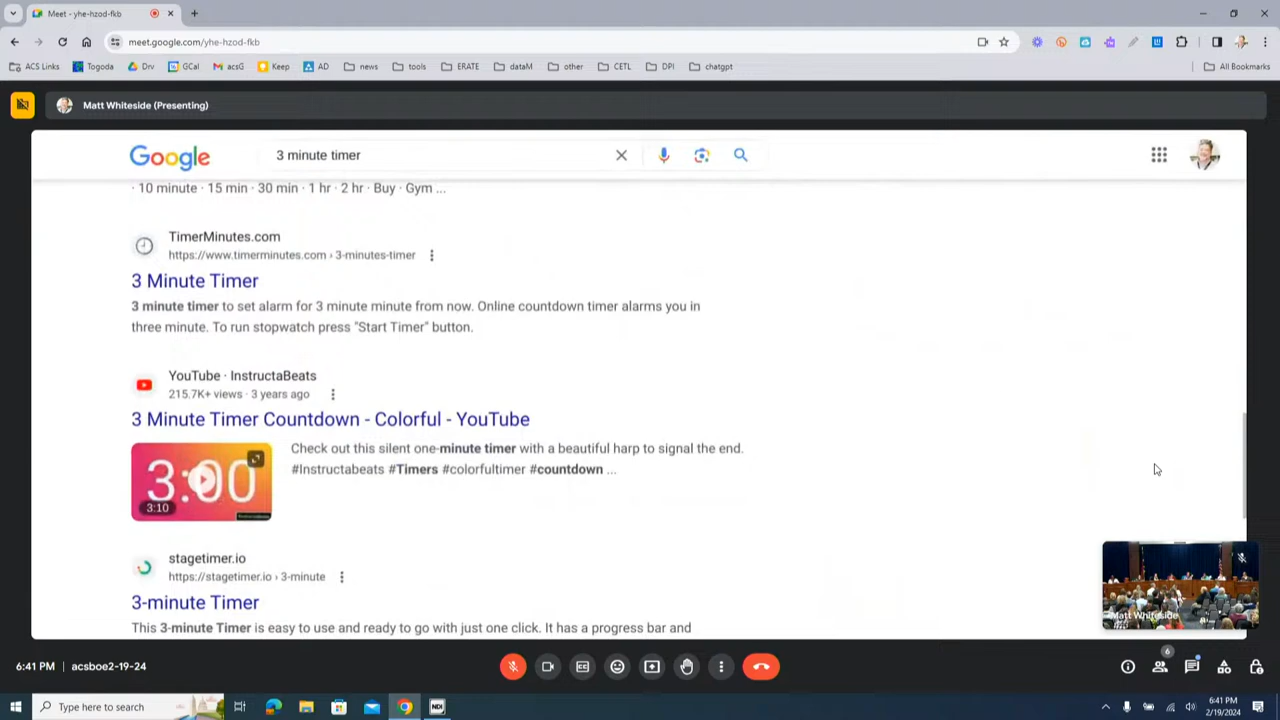 Meet - yhe-hzod-fkb
meet.google.com/yhe-hzod-fkb
ACS Links Togoda Drv GCal acsG Keep AD news tools ERATE dataM other CETL DPI chatgpt All Bookmarks
Matt Whiteside (Presenting)
Google 3 minute timer
· 10 minute · 15 min · 30 min · 1 hr · 2 hr · Buy · Gym ...
TimerMinutes.com
https://www.timerminutes.com › 3-minutes-timer
3 Minute Timer
3 minute timer to set alarm for 3 minute minute from now. Online countdown timer alarms you in
three minute. To run stopwatch press "Start Timer" button.
YouTube · InstructaBeats
215.7K+ views · 3 years ago
3 Minute Timer Countdown - Colorful - YouTube
Check out this silent one-minute timer with a beautiful harp to signal the end.
#Instructabeats #Timers #colorfultimer #countdown ...
3:00
3:10
stagetimer.io
https://stagetimer.io › 3-minute
3-minute Timer
This 3-minute Timer is easy to use and ready to go with just one click. It has a progress bar and
Matt Whiteside
6:41 PM | acsboe2-19-24
6
Type here to search
NDI
6:41 PM
2/19/2024